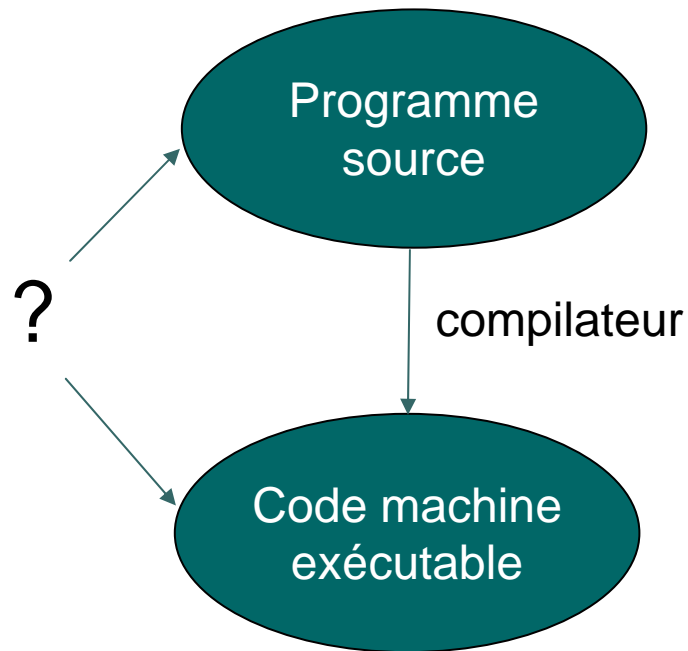 Programme
source
?
compilateur
Code machine
exécutable